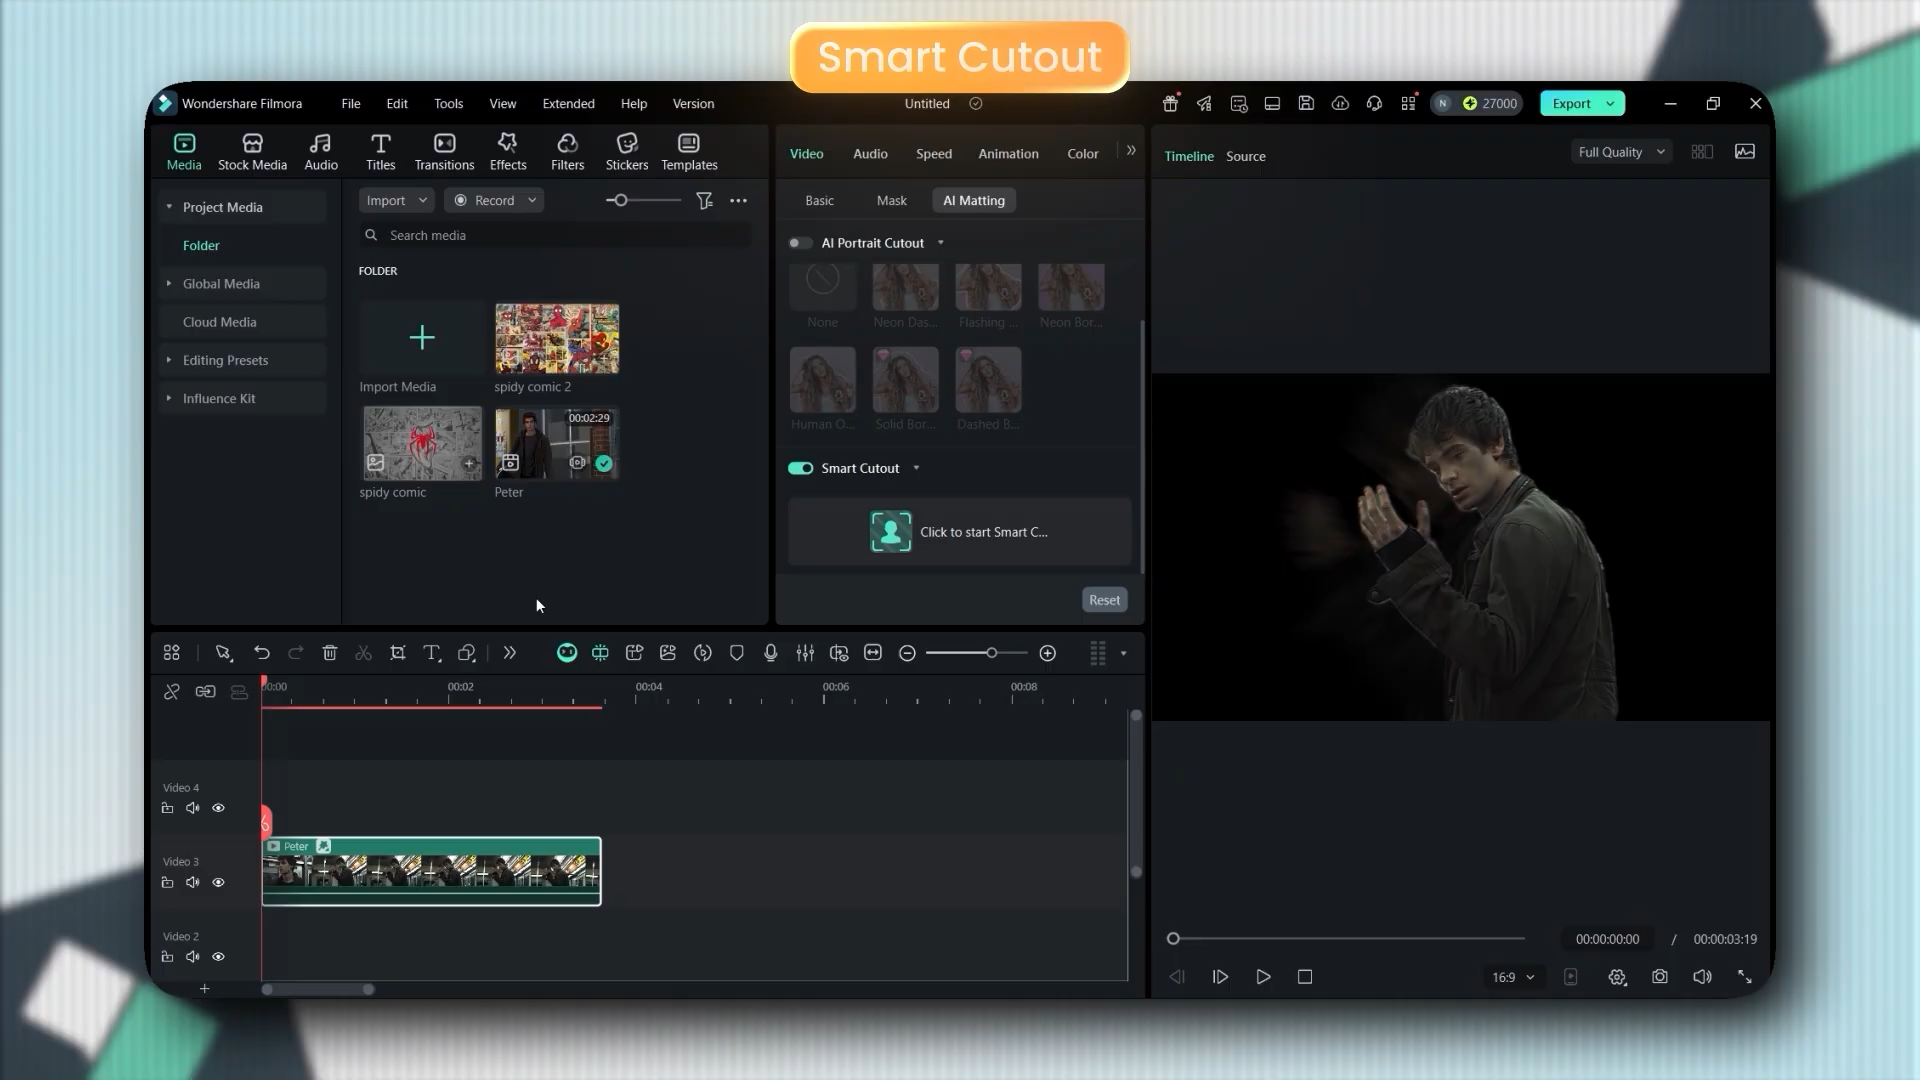 Smart Cutout
Wondershare Filmora File Edit Tools View Extended Help Version Untitled N 27000 Export
Media Stock Media Audio Titles Transitions Effects Filters Stickers Templates
Video Audio Speed Animation Color
Timeline Source Full Quality
Project Media
Folder
Global Media
Cloud Media
Editing Presets
Influence Kit
Import Record
Search media
FOLDER
Import Media
spidy comic 2
00:02:29
spidy comic
Peter
Basic Mask AI Matting
AI Portrait Cutout
None Neon Das... Flashing ... Neon Bor...
Human O... Solid Bor... Dashed B...
Smart Cutout
Click to start Smart C...
Reset
00:02 00:04 00:06 00:08
Video 4
Peter
Video 3
Video 2
00:00:00:00 / 00:00:03:19
16:9